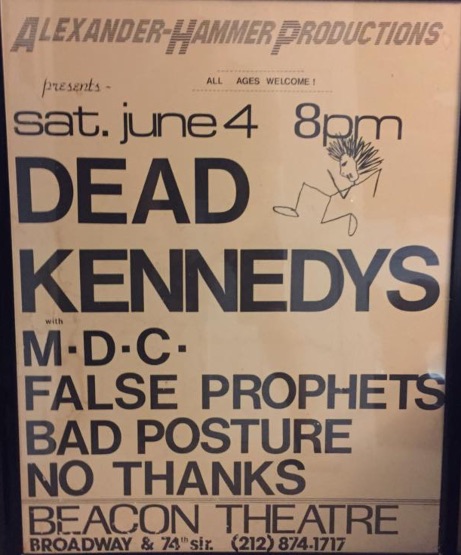 ALEXANDER-HAMMER PRODUCTIONS
presents -
ALL AGES WELCOME!
sat. june 4 8pm
DEAD
KENNEDYS
with
M·D·C·
FALSE PROPHETS
BAD POSTURE
NO THANKS
BEACON THEATRE
BROADWAY & 74th str. (212) 874.1717